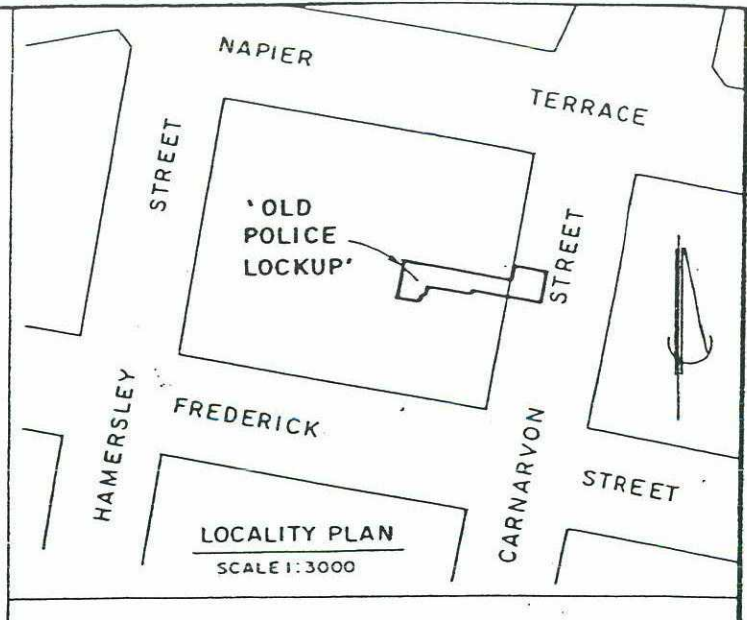 NAPIER
TERRACE
STREET
'OLD
POLICE
LOCKUP'
STREET
HAMERSLEY
FREDERICK
CARNARVON
STREET
LOCALITY PLAN
SCALE 1:3000